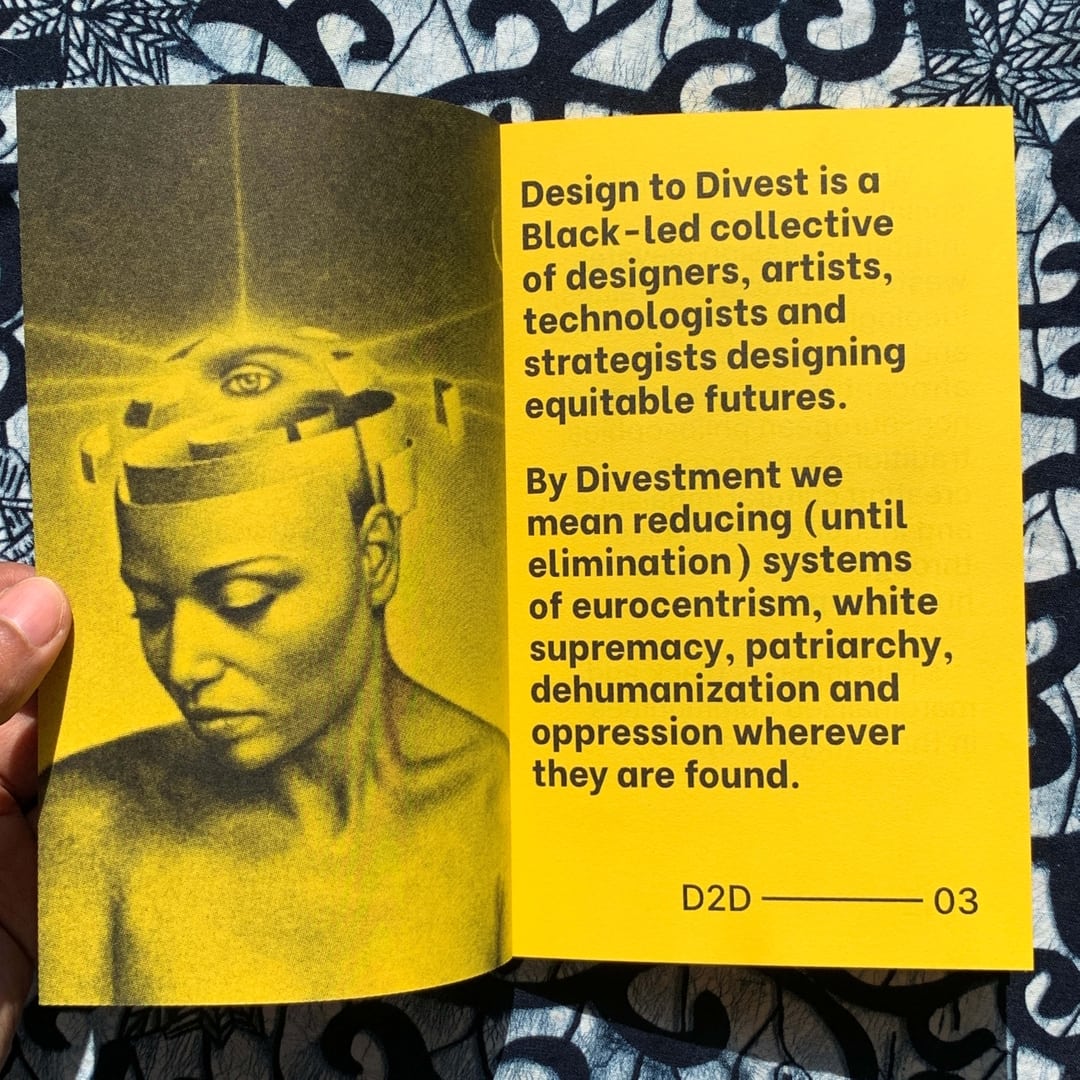 Design to Divest is a
Black-led collective
of designers, artists,
technologists and
strategists designing
equitable futures.
By Divestment we
mean reducing (until
elimination) systems
of eurocentrism, white
supremacy, patriarchy,
dehumanization and
oppression wherever
they are found.
D2D — 03